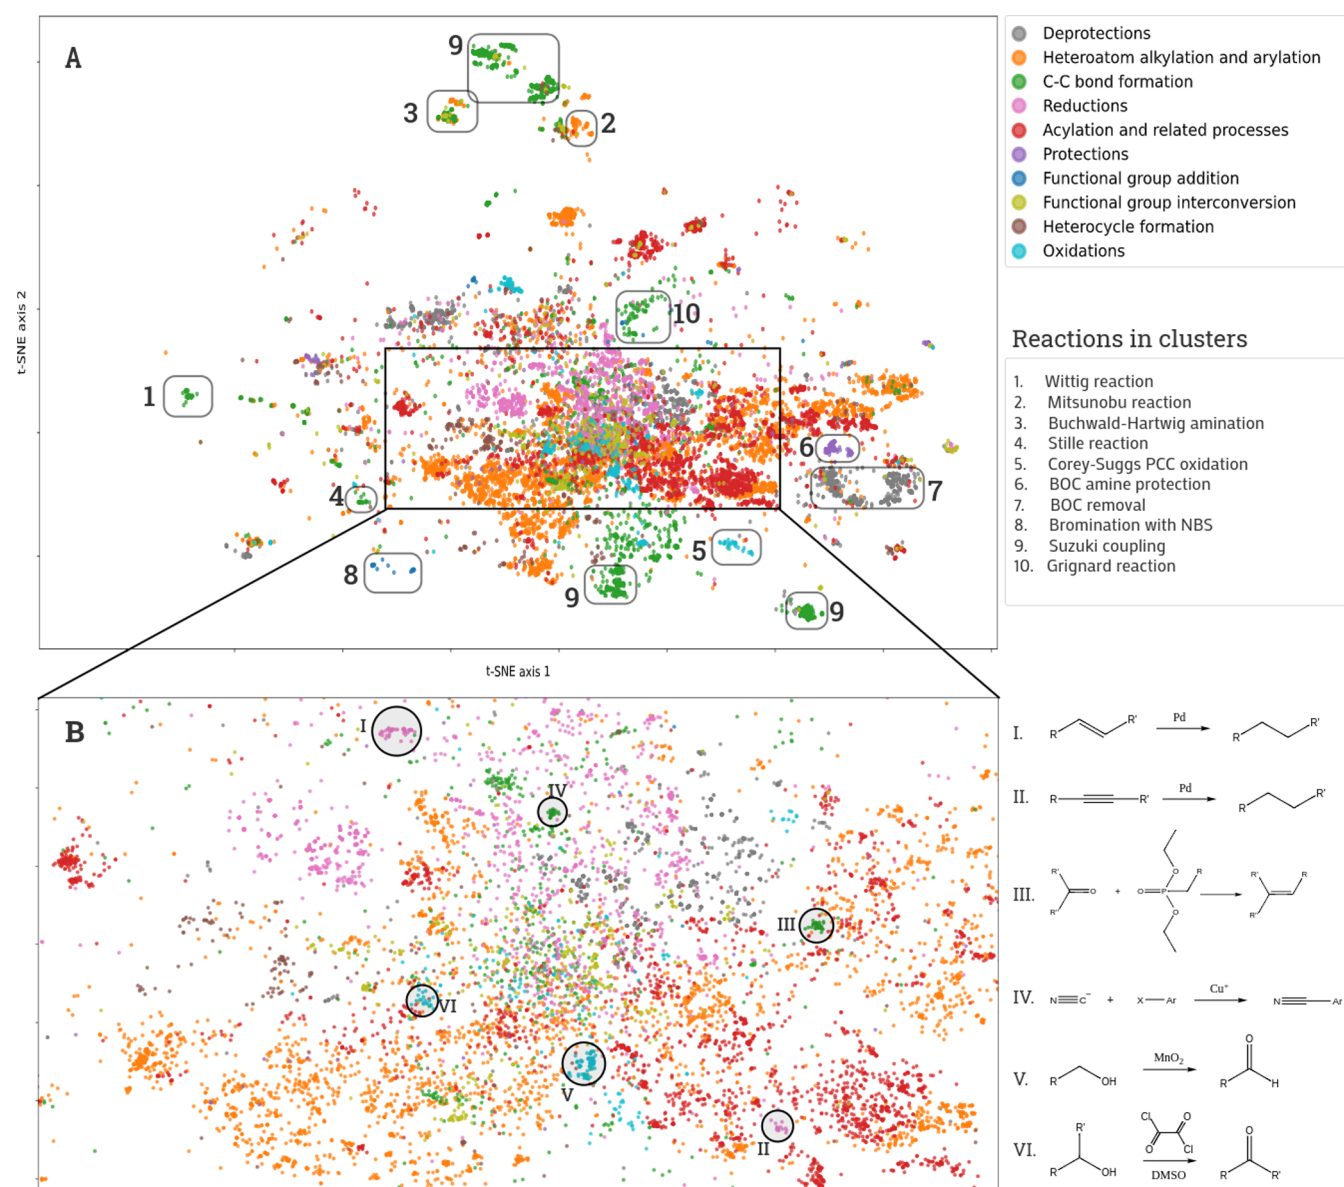 A
9
3
2
10
1
6
7
4
5
8
9
9
t-SNE axis 2
t-SNE axis 1
Deprotections
Heteroatom alkylation and arylation
C-C bond formation
Reductions
Acylation and related processes
Protections
Functional group addition
Functional group interconversion
Heterocycle formation
Oxidations
Reactions in clusters
1. Wittig reaction
2. Mitsunobu reaction
3. Buchwald-Hartwig amination
4. Stille reaction
5. Corey-Suggs PCC oxidation
6. BOC amine protection
7. BOC removal
8. Bromination with NBS
9. Suzuki coupling
10. Grignard reaction
B
I
IV
III
VI
V
II
I. R R' Pd R R'
II. R R' Pd R R'
III. R' R' O + O P O O R R' R' R
IV. N C⁻ + X Ar Cu⁺ N Ar
V. R OH MnO₂ O R H
VI. R' R OH Cl O O Cl DMSO O R R'